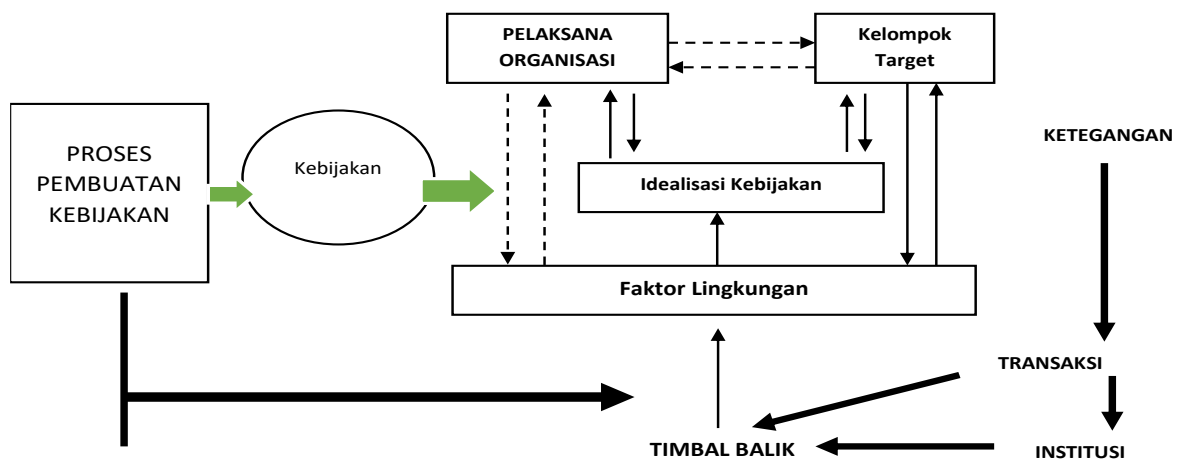 PELAKSANA
ORGANISASI
Kelompok
Target
PROSES
PEMBUATAN
KEBIJAKAN
Kebijakan
KETEGANGAN
Idealisasi Kebijakan
Faktor Lingkungan
TRANSAKSI
TIMBAL BALIK
INSTITUSI